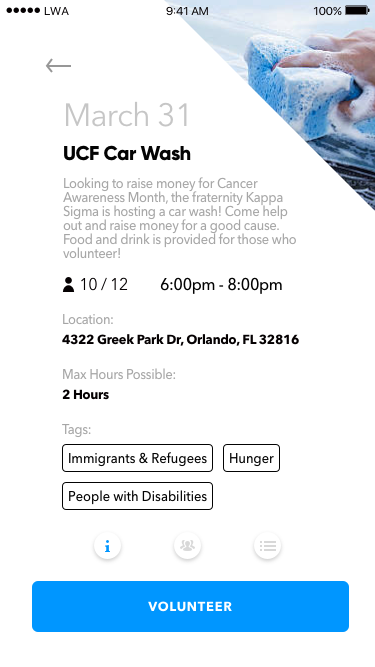 LWA 9:41 AM 100%
March 31
UCF Car Wash
Looking to raise money for Cancer
Awareness Month, the fraternity Kappa
Sigma is hosting a car wash! Come help
out and raise money for a good cause.
Food and drink is provided for those who
volunteer!
10 / 12 6:00pm - 8:00pm
Location:
4322 Greek Park Dr, Orlando, FL 32816
Max Hours Possible:
2 Hours
Tags:
Immigrants & Refugees Hunger
People with Disabilities
VOLUNTEER